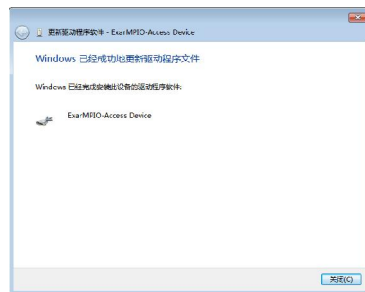 更新驱动程序软件 - ExarMPIO-Access Device
Windows 已经成功地更新驱动程序文件
Windows 已经完成安装此设备的驱动程序软件:
ExarMPIO-Access Device
关闭(C)